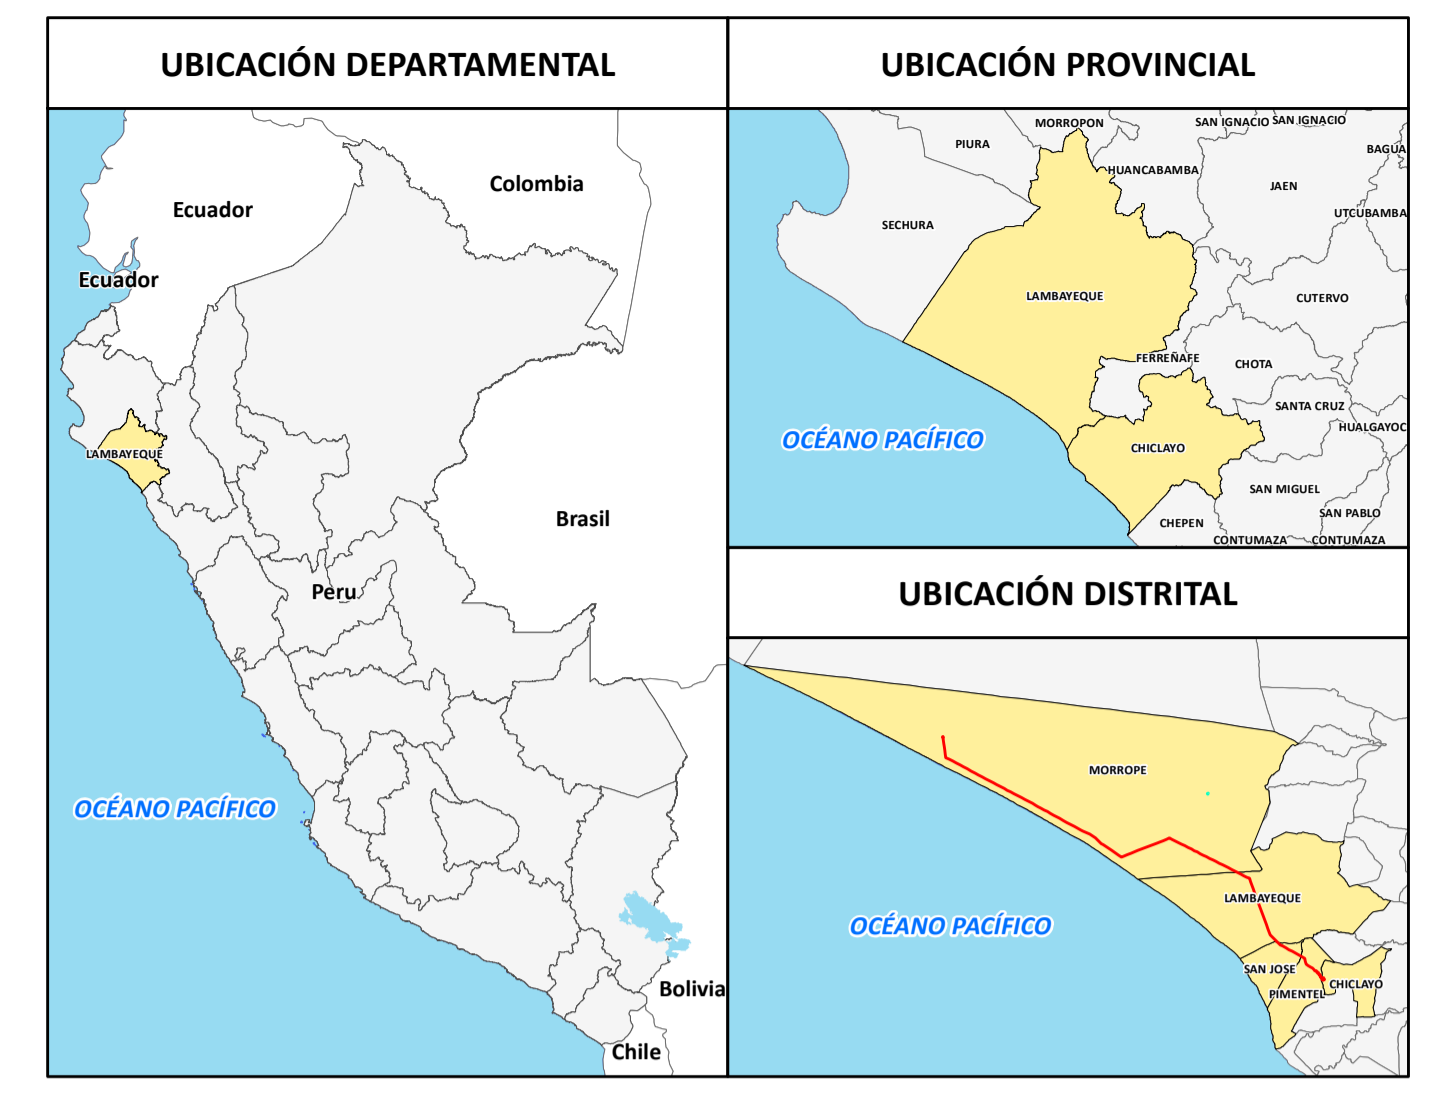 UBICACIÓN DEPARTAMENTAL
Colombia
Ecuador
Ecuador
LAMBAYEQUE
Brasil
Peru
OCÉANO PACÍFICO
Bolivia
Chile
UBICACIÓN PROVINCIAL
MORROPON
SAN IGNACIO
SAN IGNACIO
PIURA
BAGUA
HUANCABAMBA
JAEN
UTCUBAMBA
SECHURA
LAMBAYEQUE
CUTERVO
FERREÑAFE
CHOTA
SANTA CRUZ
HUALGAYOC
OCÉANO PACÍFICO
CHICLAYO
SAN MIGUEL
SAN PABLO
CHEPEN
CONTUMAZA
CONTUMAZA
UBICACIÓN DISTRITAL
MORROPE
LAMBAYEQUE
OCÉANO PACÍFICO
SAN JOSE
CHICLAYO
PIMENTEL